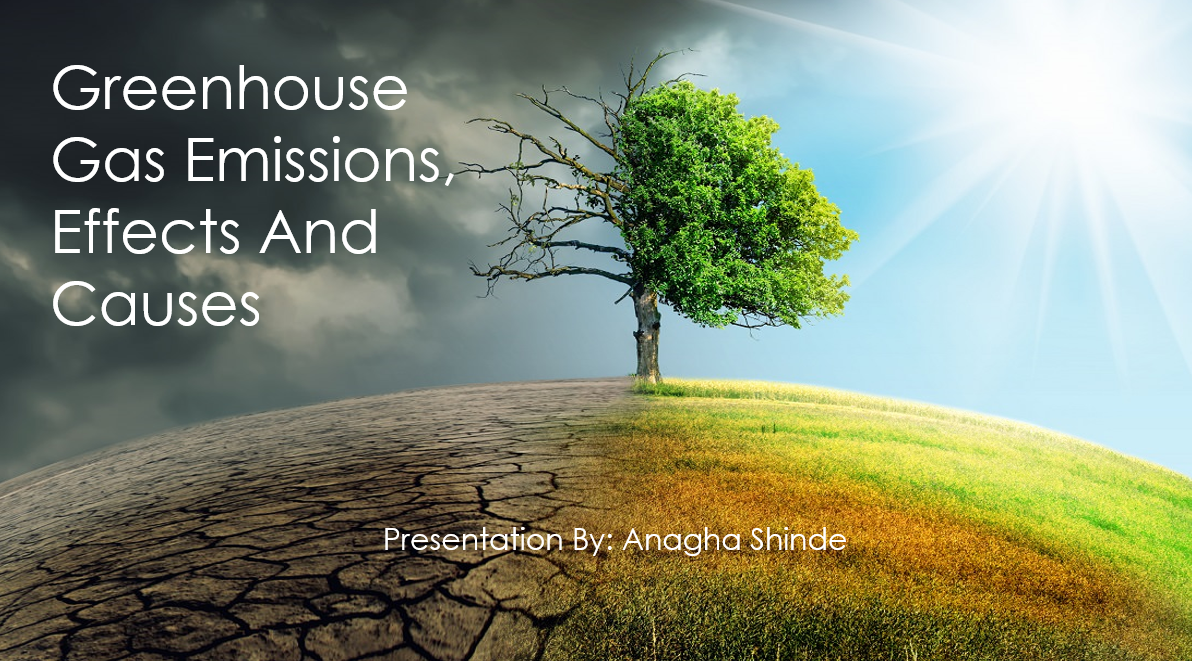 Greenhouse
Gas Emissions,
Effects And
Causes
Presentation By: Anagha Shinde